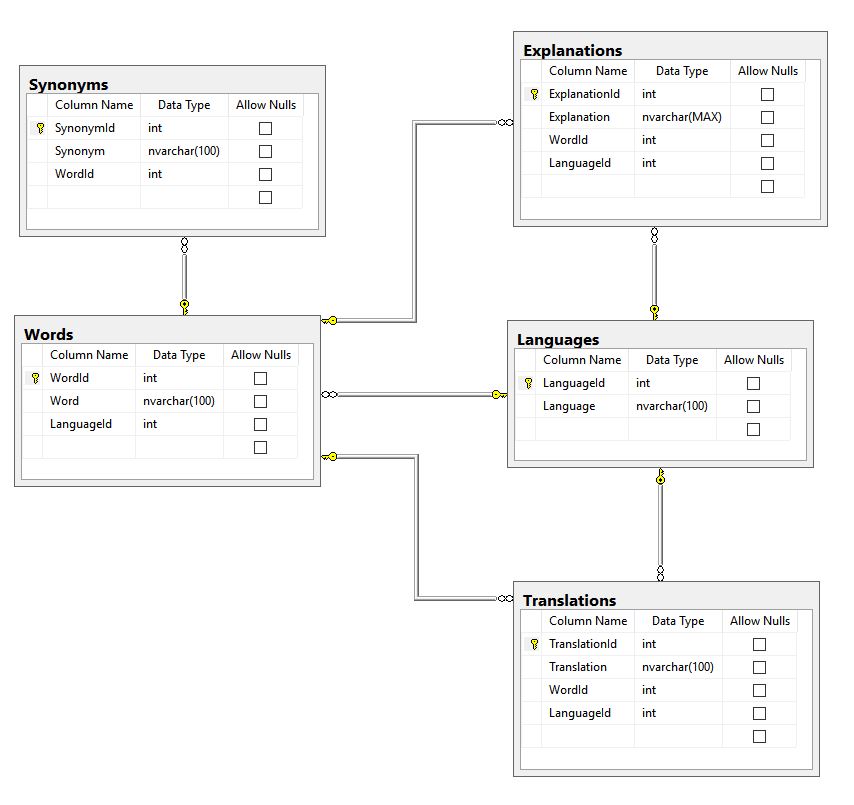 Synonyms
Column Name Data Type Allow Nulls
SynonymId int
Synonym nvarchar(100)
WordId int
Explanations
Column Name Data Type Allow Nulls
ExplanationId int
Explanation nvarchar(MAX)
WordId int
LanguageId int
Words
Column Name Data Type Allow Nulls
WordId int
Word nvarchar(100)
LanguageId int
Languages
Column Name Data Type Allow Nulls
LanguageId int
Language nvarchar(100)
Translations
Column Name Data Type Allow Nulls
TranslationId int
Translation nvarchar(100)
WordId int
LanguageId int